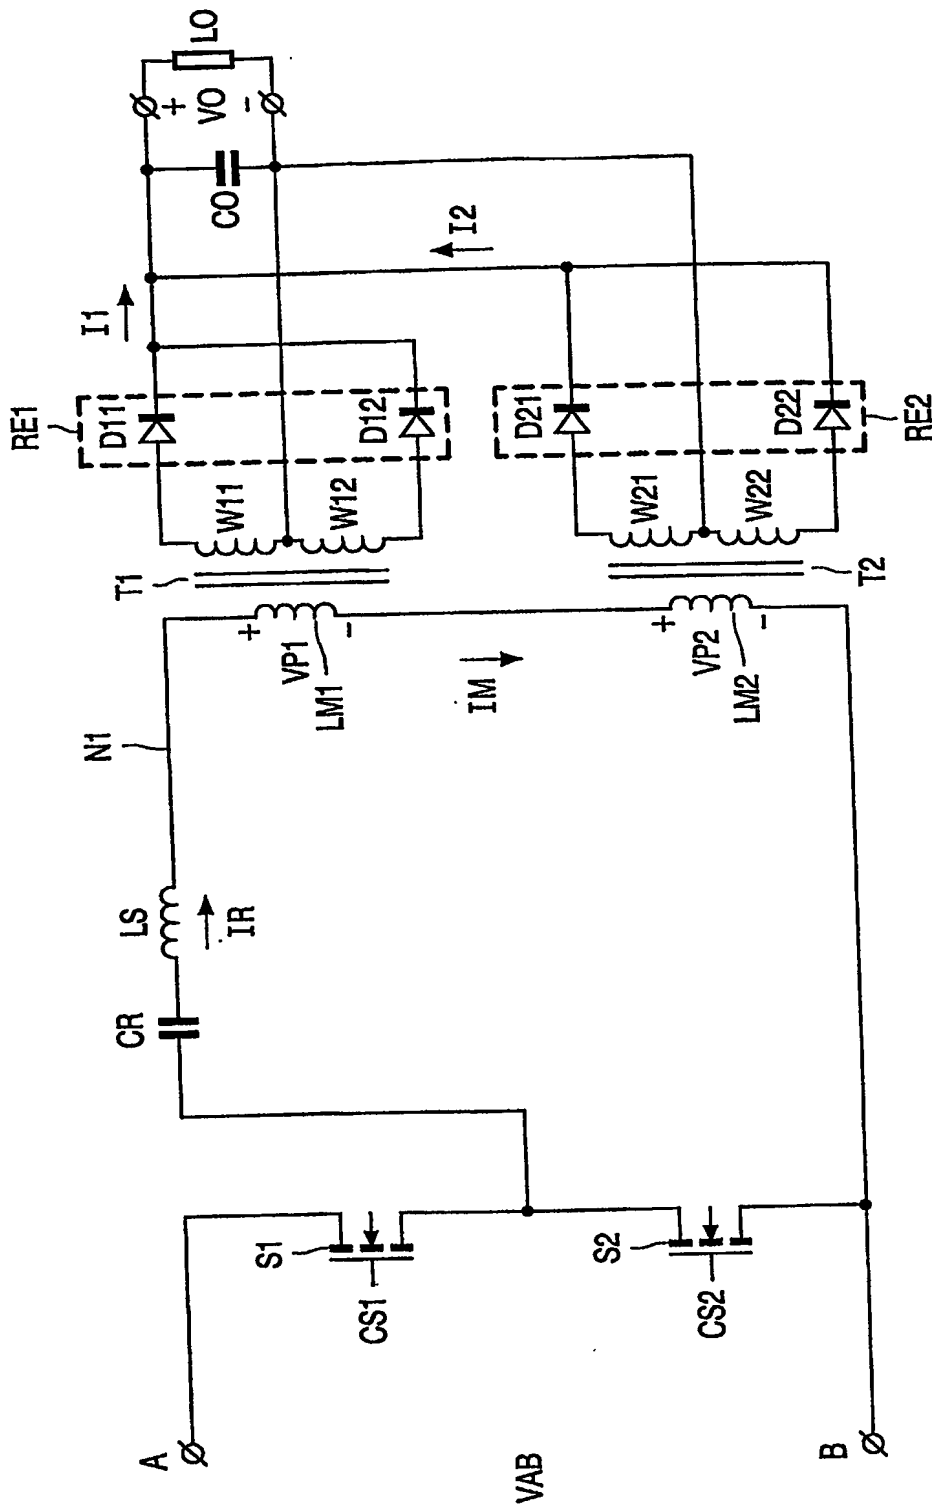 A
B
VAB
S1
CS1
S2
CS2
CR
LS
IR
N1
+
VP1
-
LM1
IM
+
VP2
-
LM2
T1
T2
W11
W12
W21
W22
RE1
D11
D12
D21
D22
RE2
I1
I2
CO
+
VO
-
LO